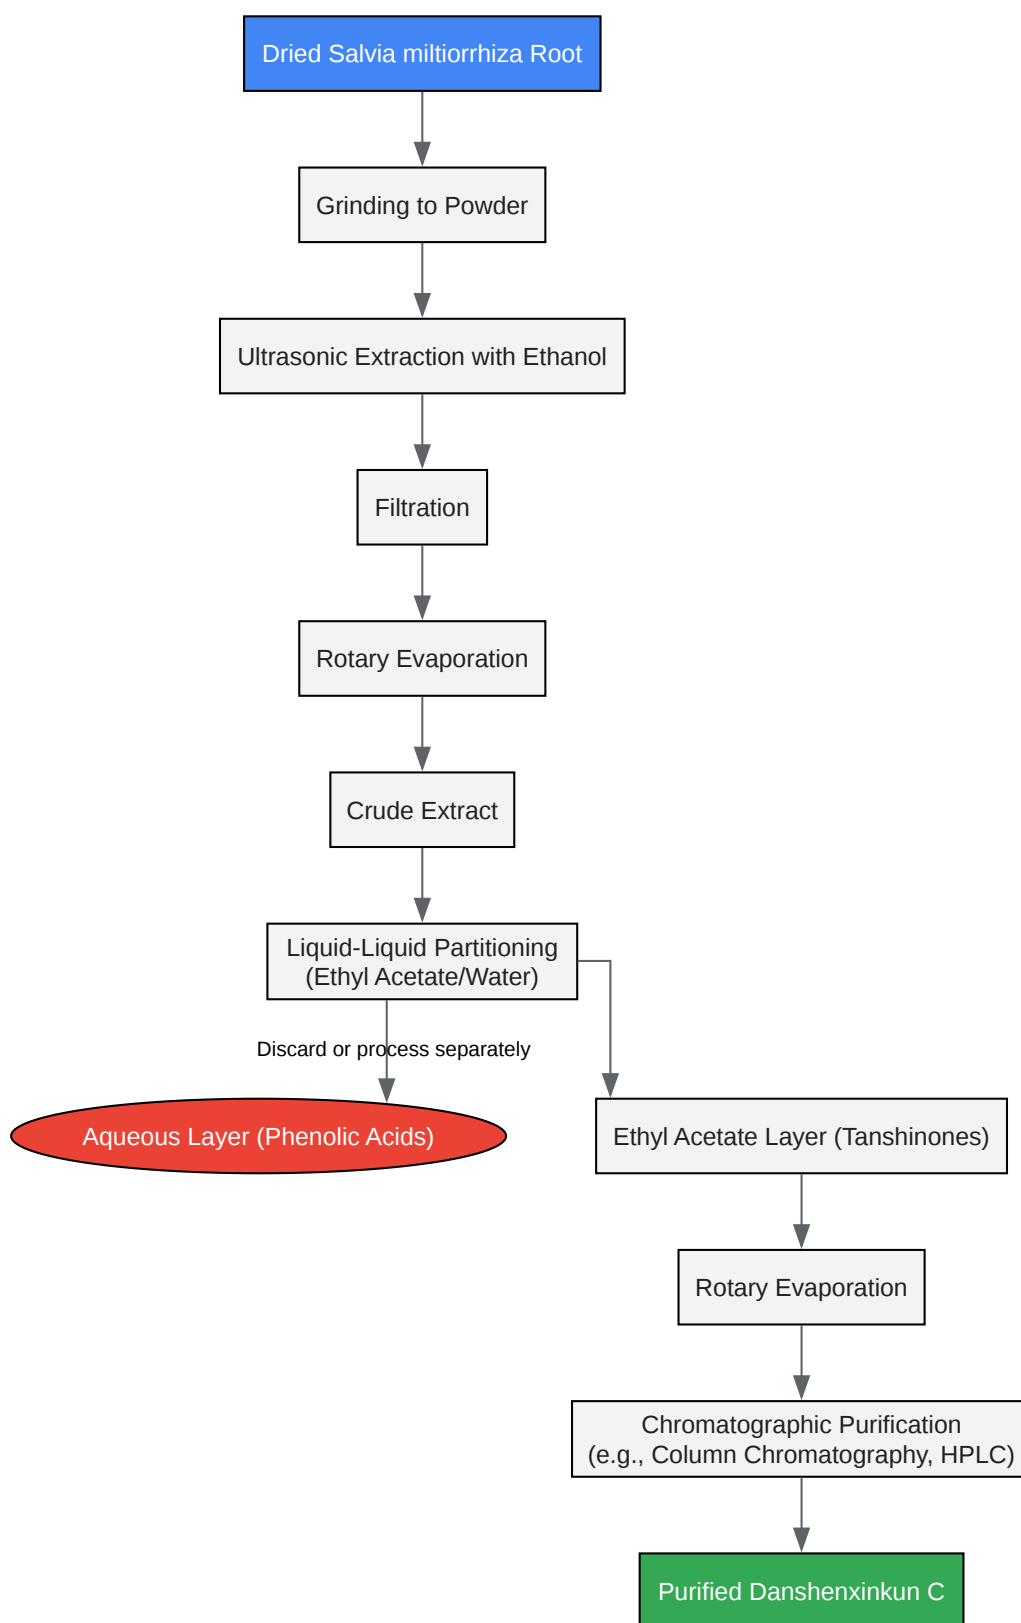 Dried Salvia miltiorrhiza Root
Grinding to Powder
Ultrasonic Extraction with Ethanol
Filtration
Rotary Evaporation
Crude Extract
Liquid-Liquid Partitioning
(Ethyl Acetate/Water)
Discard or process separately
Aqueous Layer (Phenolic Acids)
Ethyl Acetate Layer (Tanshinones)
Rotary Evaporation
Chromatographic Purification
(e.g., Column Chromatography, HPLC)
Purified Danshenxinkun C